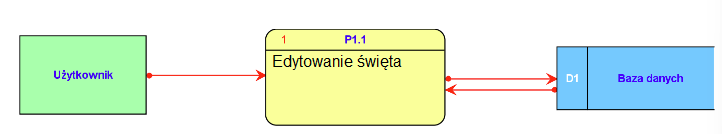 1 P1.1
Użytkownik
Edytowanie święta
D1 Baza danych